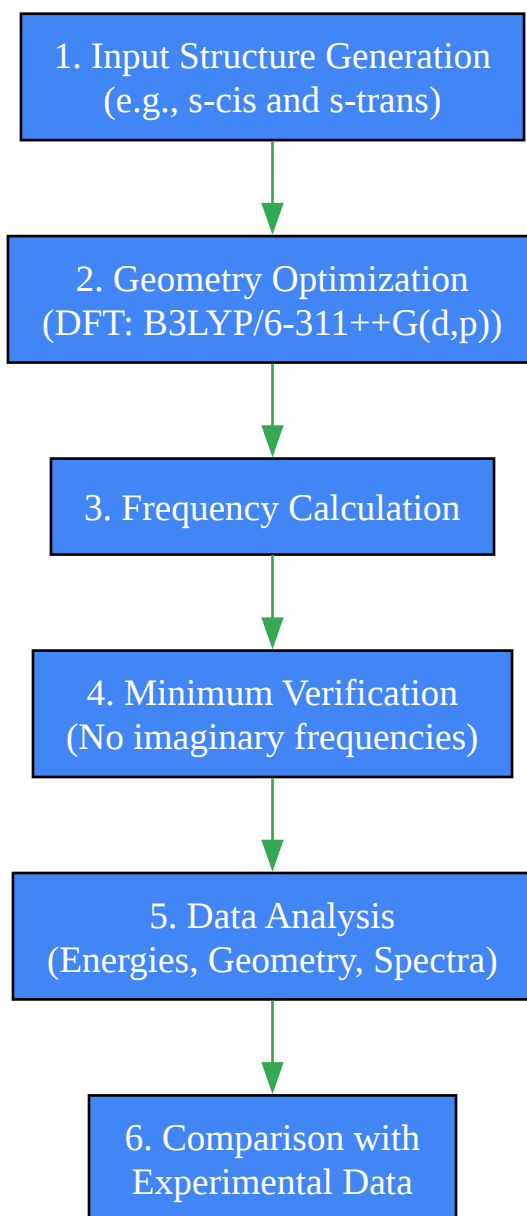 1. Input Structure Generation
(e.g., s-cis and s-trans)
2. Geometry Optimization
(DFT: B3LYP/6-311++G(d,p))
3. Frequency Calculation
4. Minimum Verification
(No imaginary frequencies)
5. Data Analysis
(Energies, Geometry, Spectra)
6. Comparison with
Experimental Data